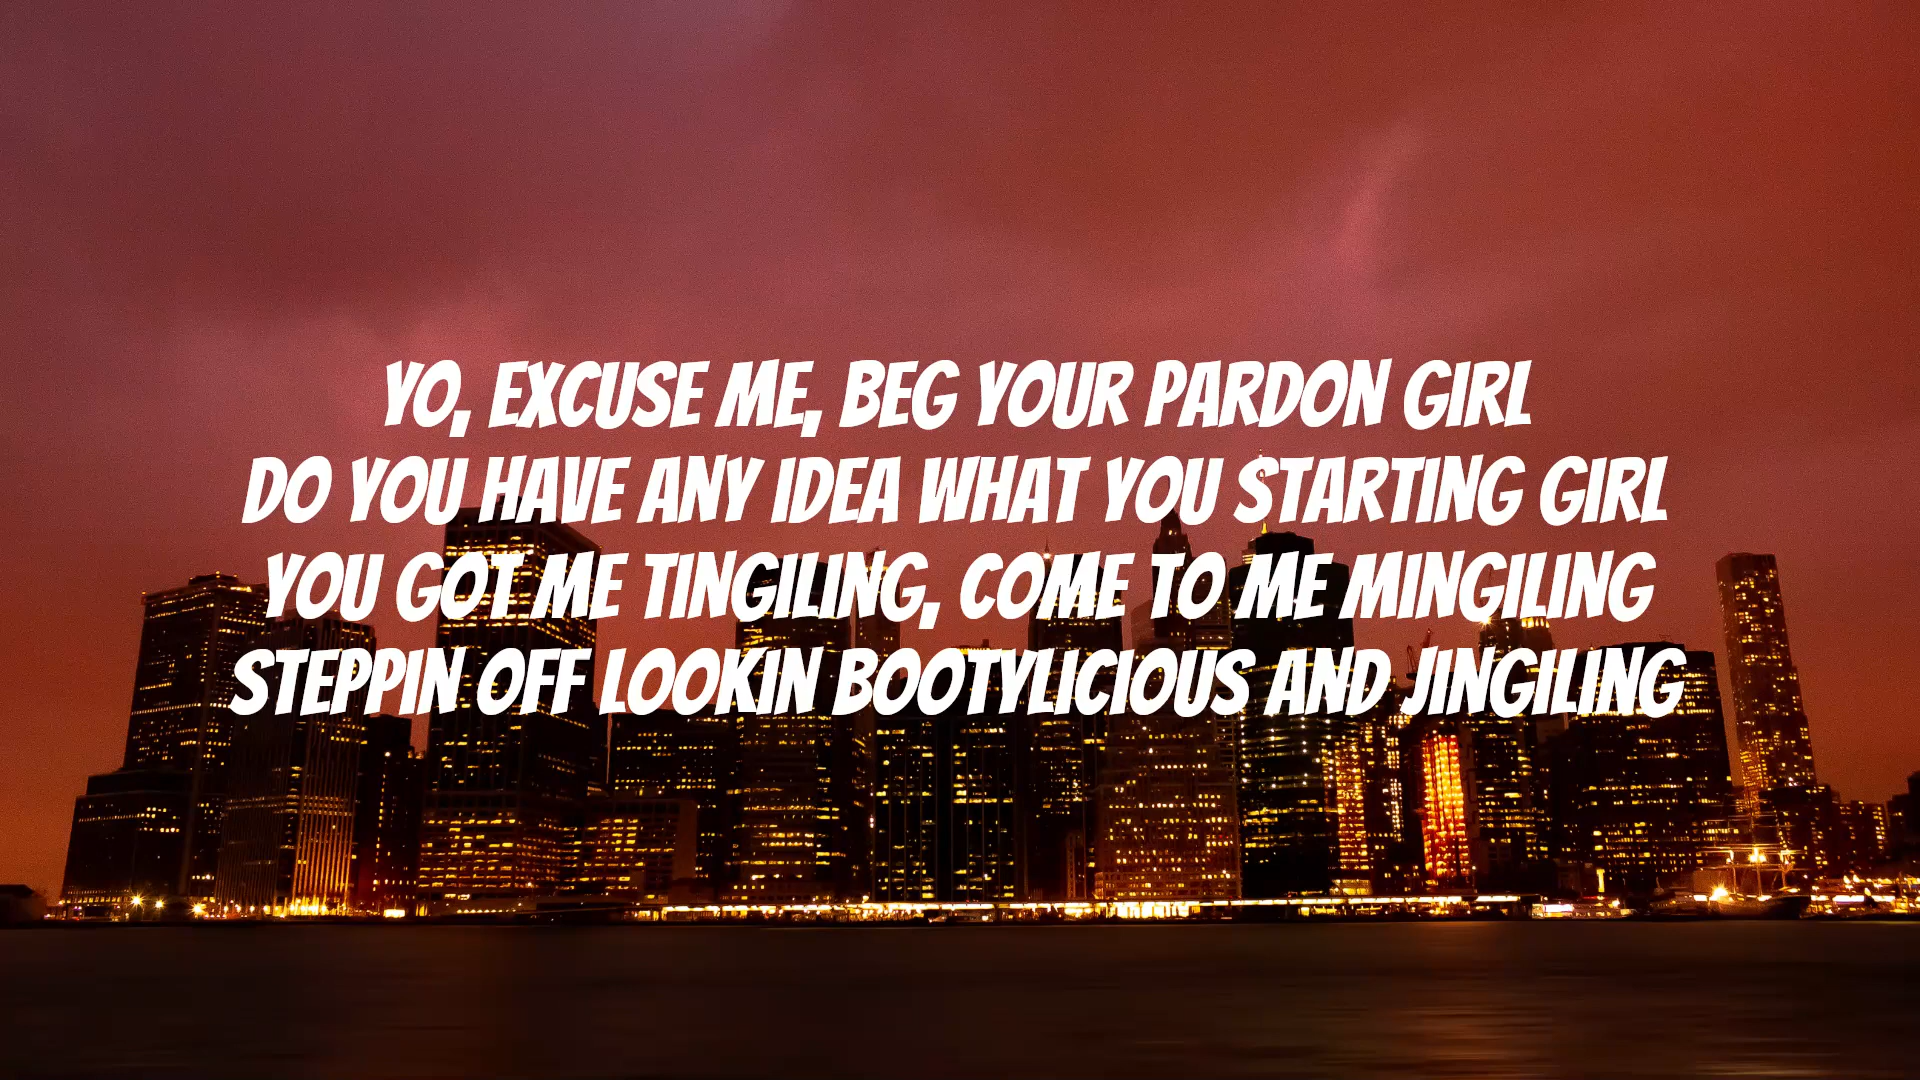 YO, EXCUSE ME, BEG YOUR PARDON GIRL
DO YOU HAVE ANY IDEA WHAT YOU STARTING GIRL
YOU GOT ME TINGILING, COME TO ME MINGILING
STEPPIN OFF LOOKIN BOOTYLICIOUS AND JINGILING